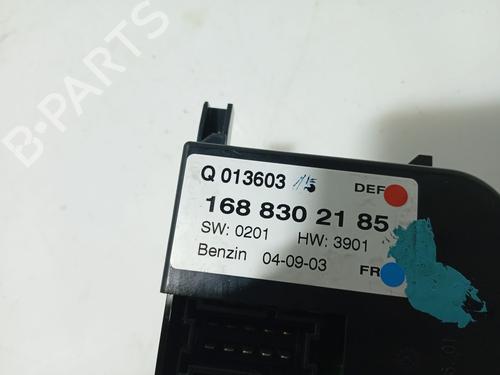 B-PARTS
Q 013603
DEF
168 830 21 85
SW: 0201 HW: 3901
Benzin 04-09-03
FR